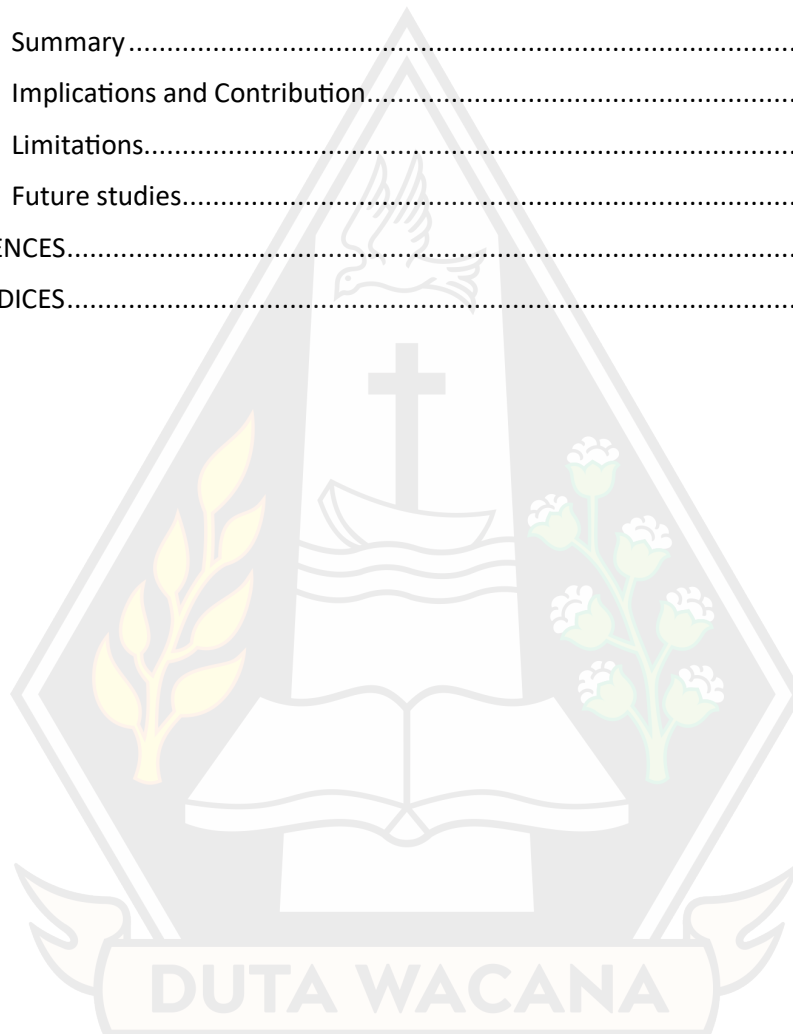 Summary........................................................................................
Implications and Contribution........................................................
Limitations.....................................................................................
Future studies................................................................................
ENCES................................................................................................
DICES................................................................................................
DUTA WACANA